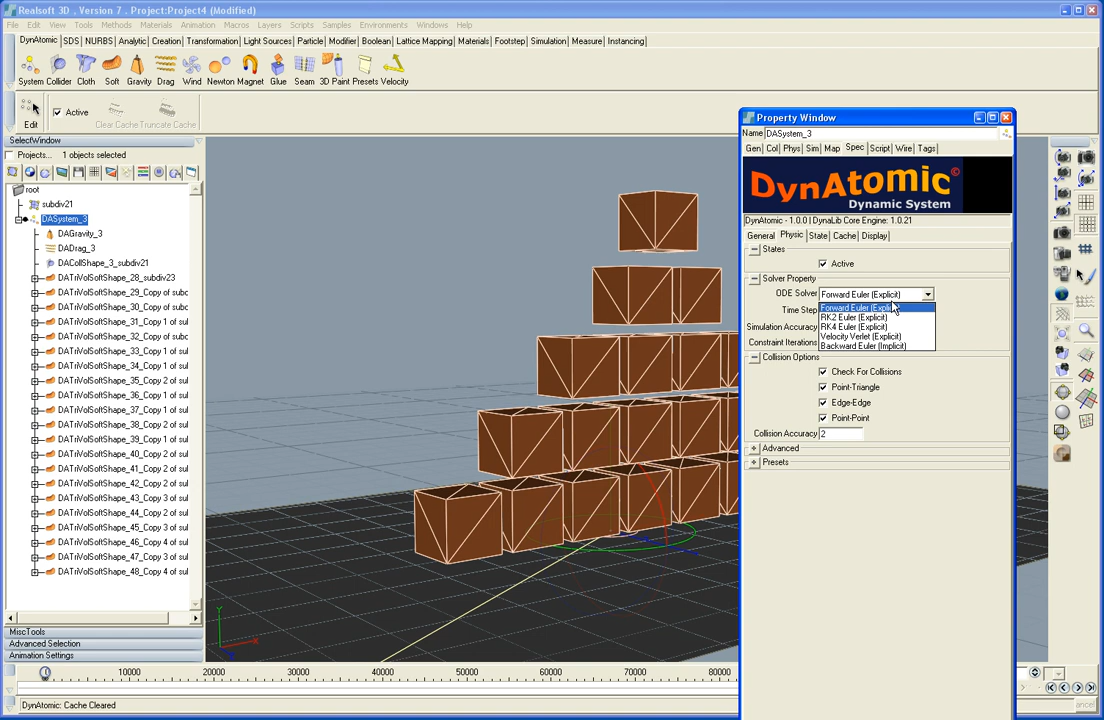 Realsoft 3D , Version 7 . Project:Project4 (Modified)
File Edit View Tools Methods Materials Animation Macros Layers Scripts Samples Environments Windows Help
DynAtomic SDS NURBS Analytic Creation Transformation Light Sources Particle Modifier Boolean Lattice Mapping Materials Footstep Simulation Measure Instancing
System Collider Cloth Soft Gravity Drag Wind Newton Magnet Glue Seam 3D Paint Presets Velocity
Active
Edit Clear Cache Truncate Cache
SelectWindow
Projects... 1 objects selected
root
subdiv21
DASystem_3
DAGravity_3
DADrag_3
DACollShape_3_subdiv21
DATriVolSoftShape_28_subdiv23
DATriVolSoftShape_29_Copy of subd
DATriVolSoftShape_30_Copy of subd
DATriVolSoftShape_31_Copy 1 of sul
DATriVolSoftShape_32_Copy of subd
DATriVolSoftShape_33_Copy 1 of sul
DATriVolSoftShape_34_Copy 1 of sul
DATriVolSoftShape_35_Copy 2 of sul
DATriVolSoftShape_36_Copy 1 of sul
DATriVolSoftShape_37_Copy 1 of sul
DATriVolSoftShape_38_Copy 2 of sul
DATriVolSoftShape_39_Copy 1 of sul
DATriVolSoftShape_40_Copy 2 of sul
DATriVolSoftShape_41_Copy 2 of sul
DATriVolSoftShape_42_Copy 2 of sul
DATriVolSoftShape_43_Copy 3 of sul
DATriVolSoftShape_44_Copy 2 of sul
DATriVolSoftShape_45_Copy 3 of sul
DATriVolSoftShape_46_Copy 4 of sul
DATriVolSoftShape_47_Copy 3 of sul
DATriVolSoftShape_48_Copy 4 of sul
MiscTools
Advanced Selection
Animation Settings
Property Window
Name DASystem_3
Gen Col Phys Sim Map Spec Script Wire Tags
DynAtomic ©
Dynamic System
DynAtomic - 1.0.0 | DynaLib Core Engine: 1.0.21
General Physic State Cache Display
States
Active
Solver Property
ODE Solver Forward Euler (Explicit)
Time Step
Simulation Accuracy
Constraint Iterations
Forward Euler (Explicit)
RK2 Euler (Explicit)
RK4 Euler (Explicit)
Velocity Verlet (Explicit)
Backward Euler (Implicit)
Collision Options
Check For Collisions
Point-Triangle
Edge-Edge
Point-Point
Collision Accuracy 2
Advanced
Presets
Y
X
10000 20000 30000 40000 50000 60000 70000 80000
DynAtomic: Cache Cleared
ancel